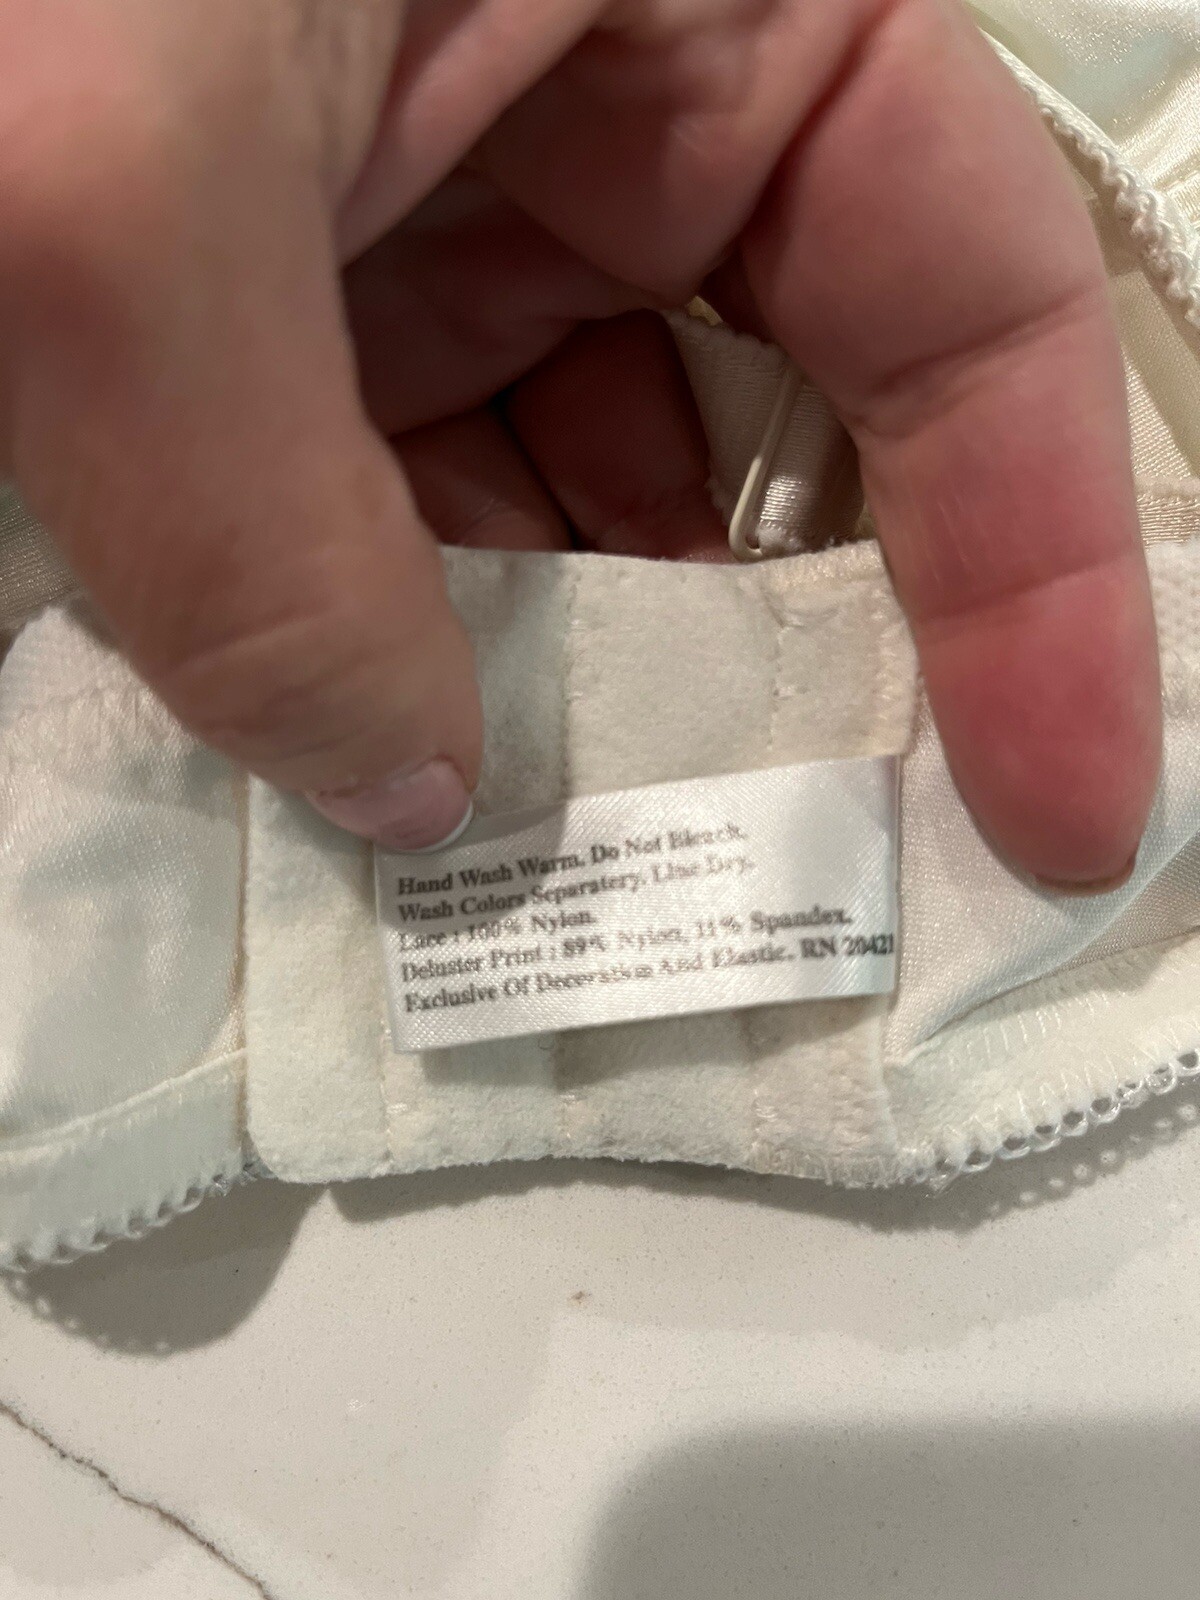 Hand Wash Warm. Do Not Bleach.
Wash Colors Separatery. Line Dry.
Lace : 100% Nylon.
Deluster Print : 89% Nylon, 11% Spandex.
Exclusive Of Decoration And Elastic. RN 20421